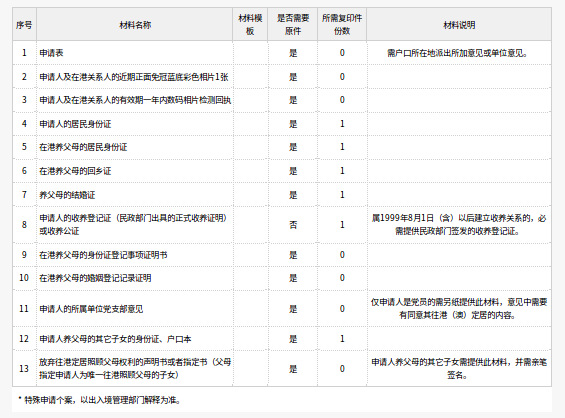 序号 材料名称 材料模板 是否需要原件 所需复印件份数 材料说明
1 申请表 是 0 需户口所在地派出所加意见或单位意见。
2 申请人及在港关系人的近期正面免冠蓝底彩色相片1张 是 0
3 申请人及在港关系人的有效期一年内数码相片检测回执 是 0
4 申请人的居民身份证 是 1
5 在港养父母的居民身份证 是 1
6 在港养父母的回乡证 是 1
7 养父母的结婚证 是 1
8 申请人的收养登记证（民政部门出具的正式收养证明）或收养公证 否 1 属1999年8月1日（含）以后建立收养关系的，必需提供民政部门签发的收养登记证。
9 在港养父母的身份证登记事项证明书 是 0
10 在港养父母的婚姻登记记录证明 是 0
11 申请人的所属单位党支部意见 是 0 仅申请人是党员的需另纸提供此材料，意见中需要有同意其往港（澳）定居的内容。
12 申请人养父母的其它子女的身份证、户口本 是 1
13 放弃往港定居照顾父母权利的声明书或者指定书（父母指定申请人为唯一往港照顾父母的子女） 是 0 申请人养父母的其它子女需提供此材料，并需亲笔签名。
* 特殊申请个案，以出入境管理部门解释为准。